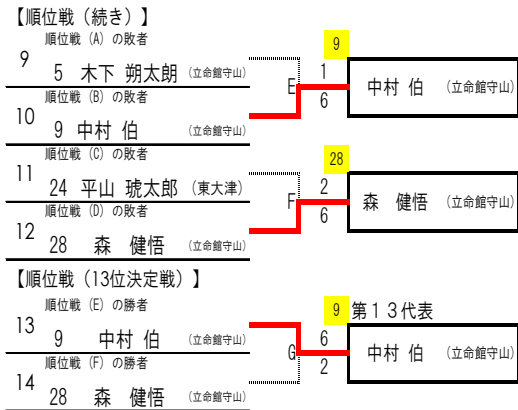 【順位戦（続き）】
順位戦（A）の敗者
9
5 木下 朔太朗 （立命館守山）
順位戦（B）の敗者
10
9 中村 伯 （立命館守山）
E
1
6
9
中村 伯 （立命館守山）
順位戦（C）の敗者
11
24 平山 琥太郎 （東大津）
順位戦（D）の敗者
12
28 森 健悟 （立命館守山）
F
2
6
28
森 健悟 （立命館守山）
【順位戦（13位決定戦）】
順位戦（E）の勝者
13
9 中村 伯 （立命館守山）
順位戦（F）の勝者
14
28 森 健悟 （立命館守山）
G
6
2
9 第１３代表
中村 伯 （立命館守山）